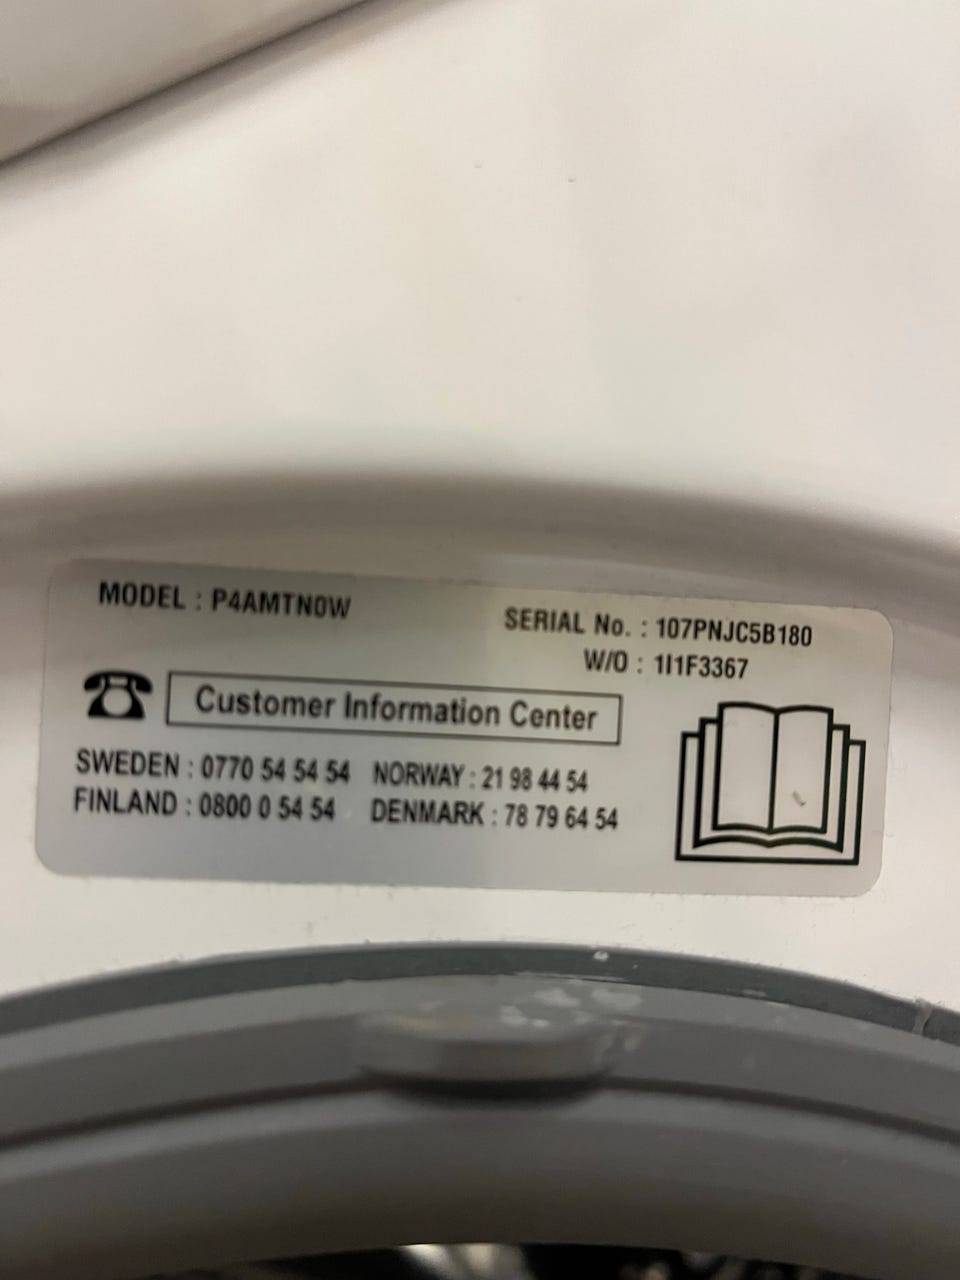 MODEL : P4AMTN0W
SERIAL No. : 107PNJC5B180
W/O : 1I1F3367
Customer Information Center
SWEDEN : 0770 54 54 54 NORWAY : 21 98 44 54
FINLAND : 0800 0 54 54 DENMARK : 78 79 64 54